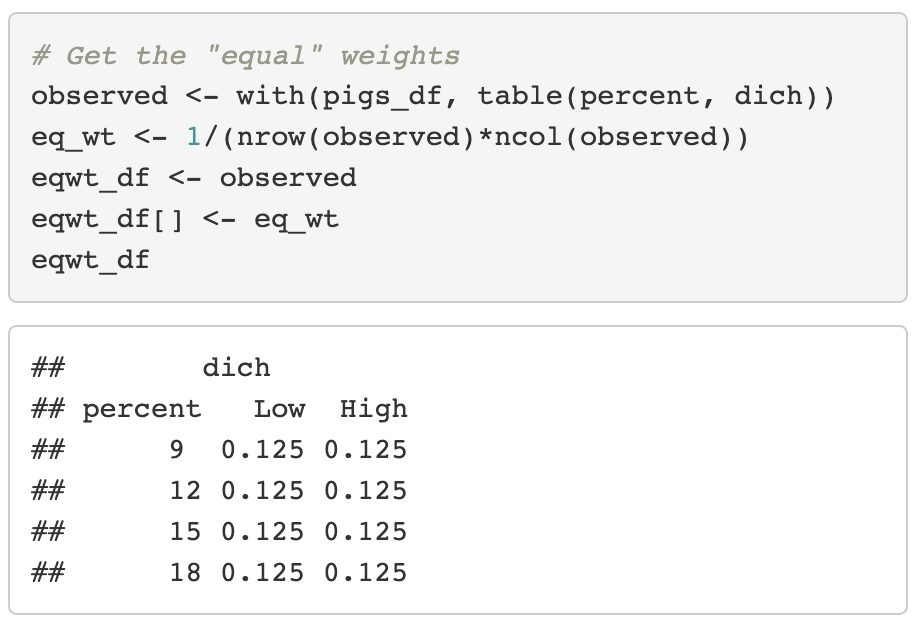 # Get the "equal" weights
observed <- with(pigs_df, table(percent, dich))
eq_wt <- 1/(nrow(observed)*ncol(observed))
eqwt_df <- observed
eqwt_df[] <- eq_wt
eqwt_df
##        dich
## percent   Low  High
##      9  0.125 0.125
##      12 0.125 0.125
##      15 0.125 0.125
##      18 0.125 0.125